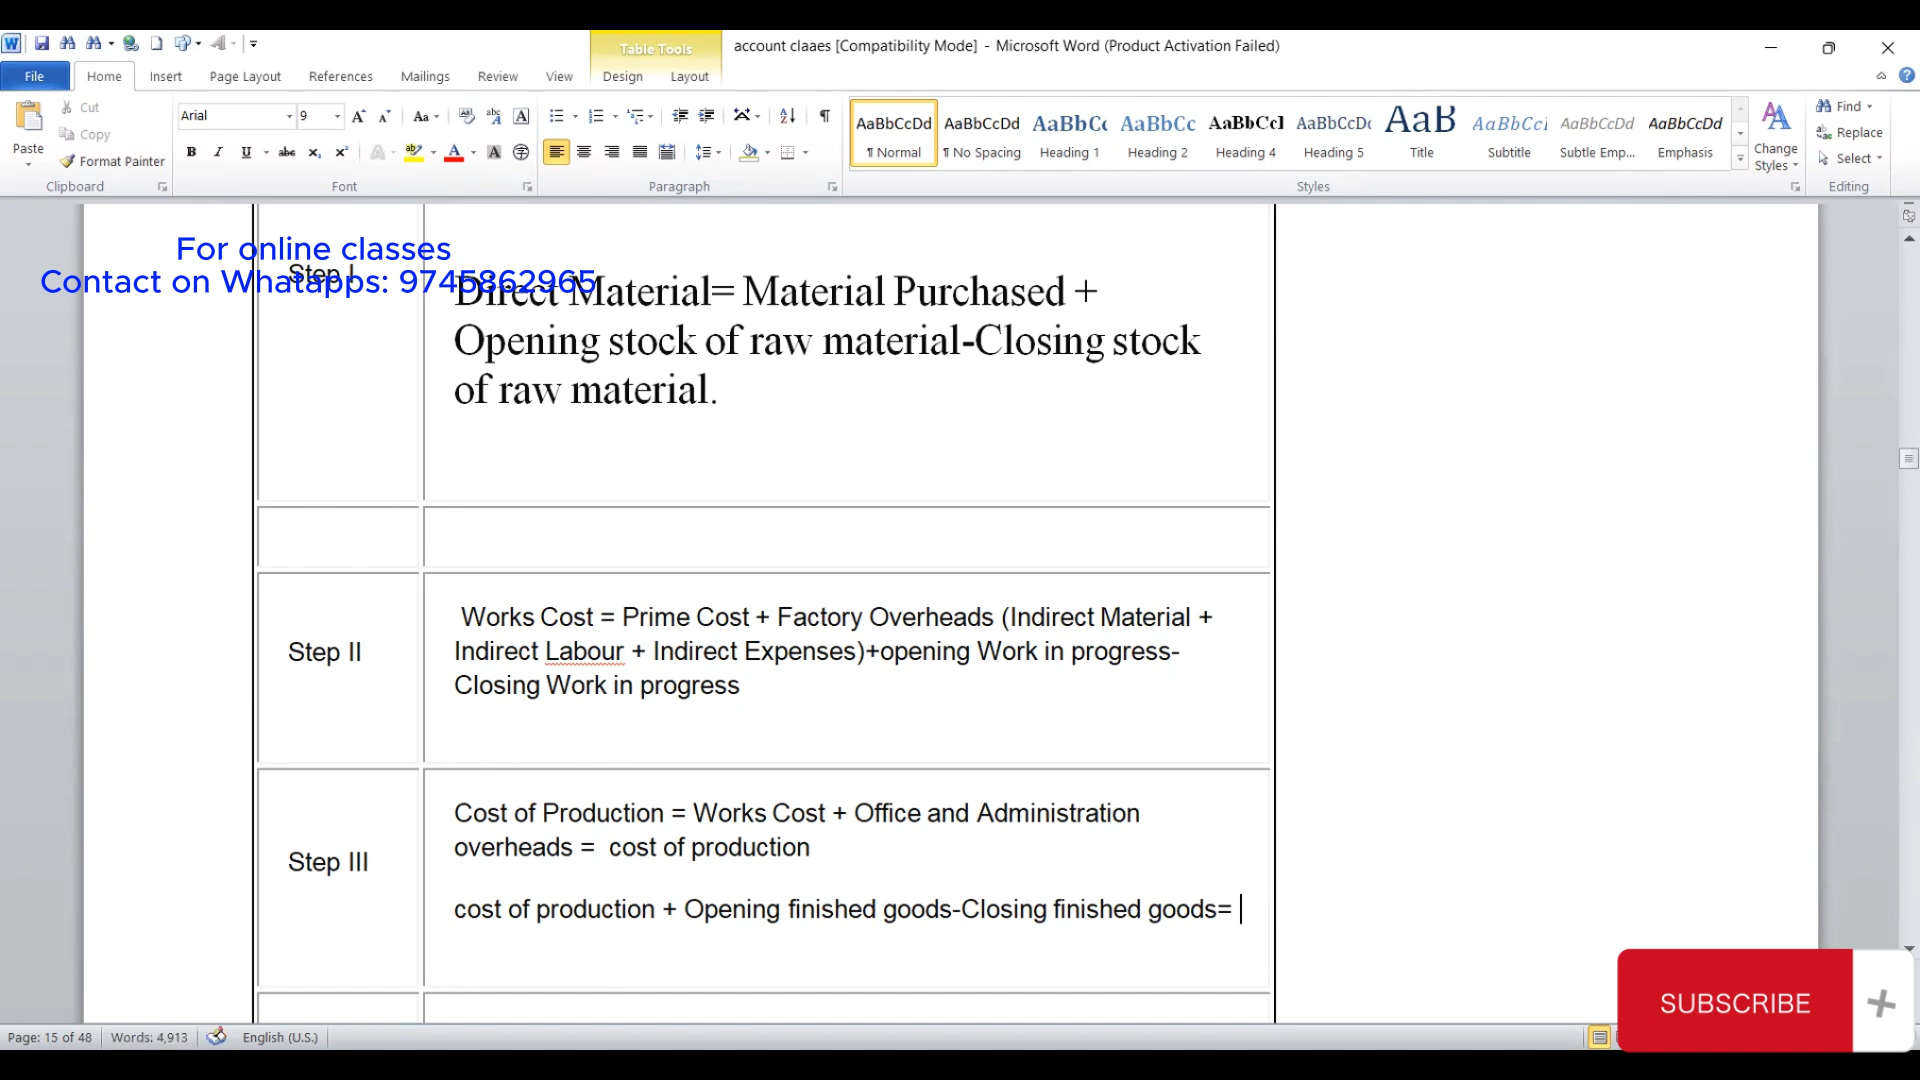 Table Tools
account claaes [Compatibility Mode] - Microsoft Word (Product Activation Failed)
File Home Insert Page Layout References Mailings Review View Design Layout
Paste
Cut
Copy
Format Painter
Clipboard
Arial 9
Font
Paragraph
AaBbCcDd AaBbCcDd AaBbCc AaBbCc AaBbCcI AaBbCcDc AaB AaBbCcI AaBbCcDd AaBbCcDd
¶ Normal ¶ No Spacing Heading 1 Heading 2 Heading 4 Heading 5 Title Subtitle Subtle Emp... Emphasis
Change
Styles
Styles
Find
Replace
Select
Editing
For online classes
Contact on Whatapps: 9745862965
Step I
Direct Material= Material Purchased +
Opening stock of raw material-Closing stock
of raw material.
Step II
Works Cost = Prime Cost + Factory Overheads (Indirect Material +
Indirect Labour + Indirect Expenses)+opening Work in progress-
Closing Work in progress
Step III
Cost of Production = Works Cost + Office and Administration
overheads = cost of production
cost of production + Opening finished goods-Closing finished goods=
SUBSCRIBE
Page: 15 of 48 Words: 4,913 English (U.S.)